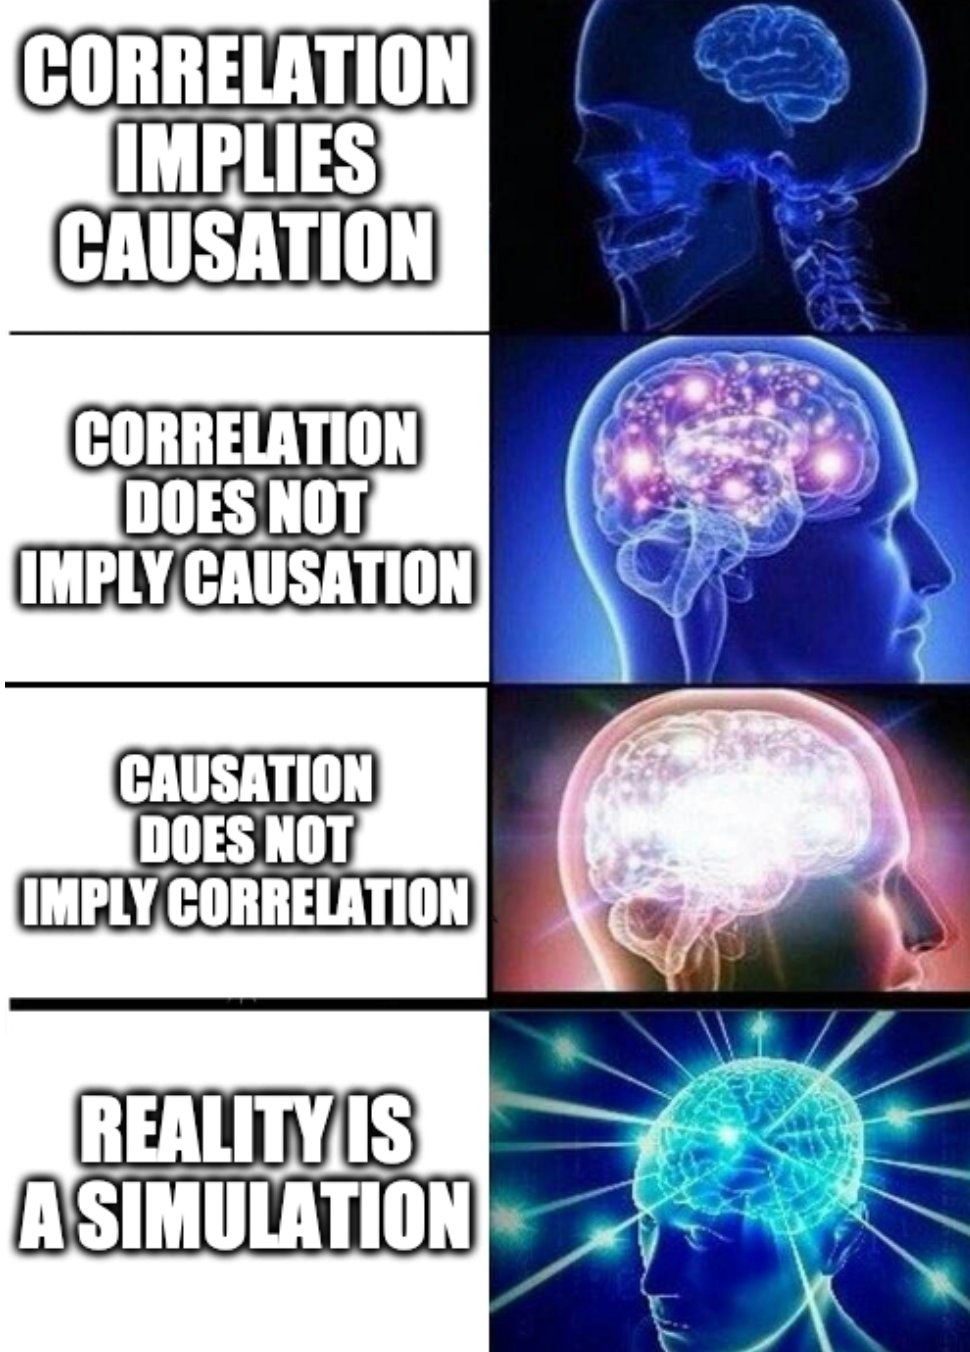 CORRELATION
IMPLIES
CAUSATION
CORRELATION
DOES NOT
IMPLY CAUSATION
CAUSATION
DOES NOT
IMPLY CORRELATION
REALITY IS
A SIMULATION